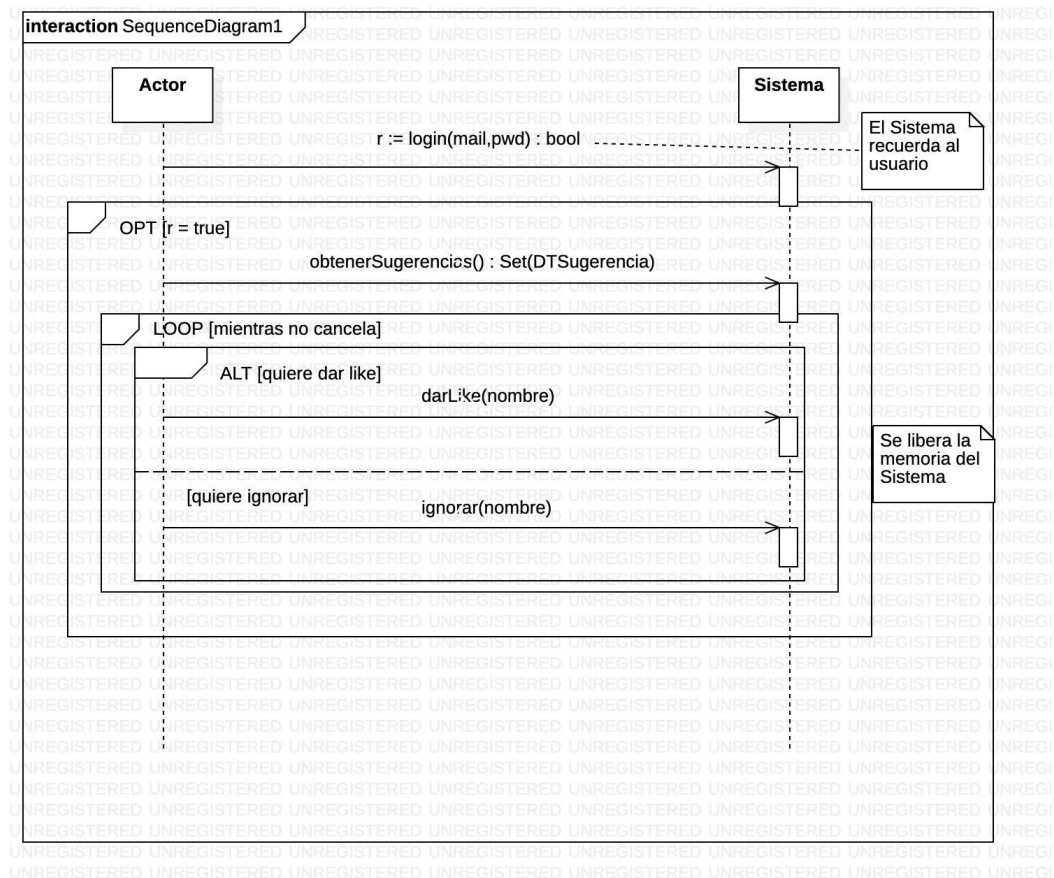 interaction SequenceDiagram1
Actor
Sistema
r := login(mail,pwd) : bool
El Sistema
recuerda al
usuario
OPT [r = true]
obtenerSugerencias() : Set(DTSugerencia)
LOOP [mientras no cancela]
ALT [quiere dar like]
darLike(nombre)
Se libera la
memoria del
Sistema
[quiere ignorar]
ignorar(nombre)
UNREGISTERED